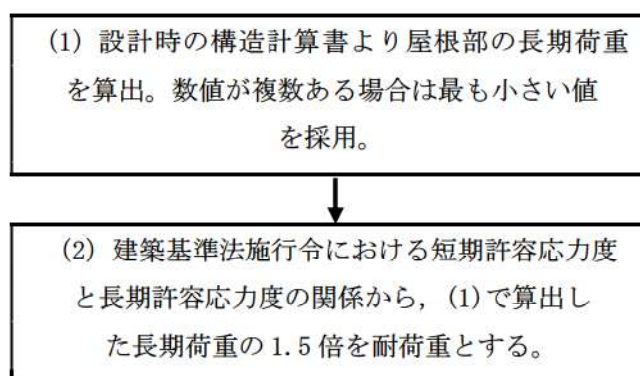 (1) 設計時の構造計算書より屋根部の長期荷重
を算出。数値が複数ある場合は最も小さい値
を採用。
(2) 建築基準法施行令における短期許容応力度
と長期許容応力度の関係から，(1)で算出し
た長期荷重の1.5倍を耐荷重とする。